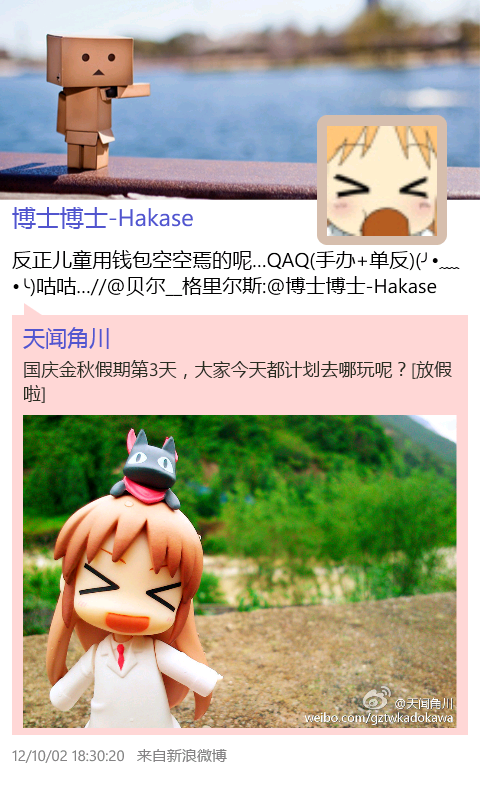 博士博士-Hakase
反正儿童用钱包空空焉的呢...QAQ(手办+单反)(╯•﹏
•╰)咕咕...//@贝尔__格里尔斯:@博士博士-Hakase
天闻角川
国庆金秋假期第3天，大家今天都计划去哪玩呢？[放假
啦]
@天闻角川
weibo.com/gztwkadokawa
12/10/02 18:30:20 来自新浪微博